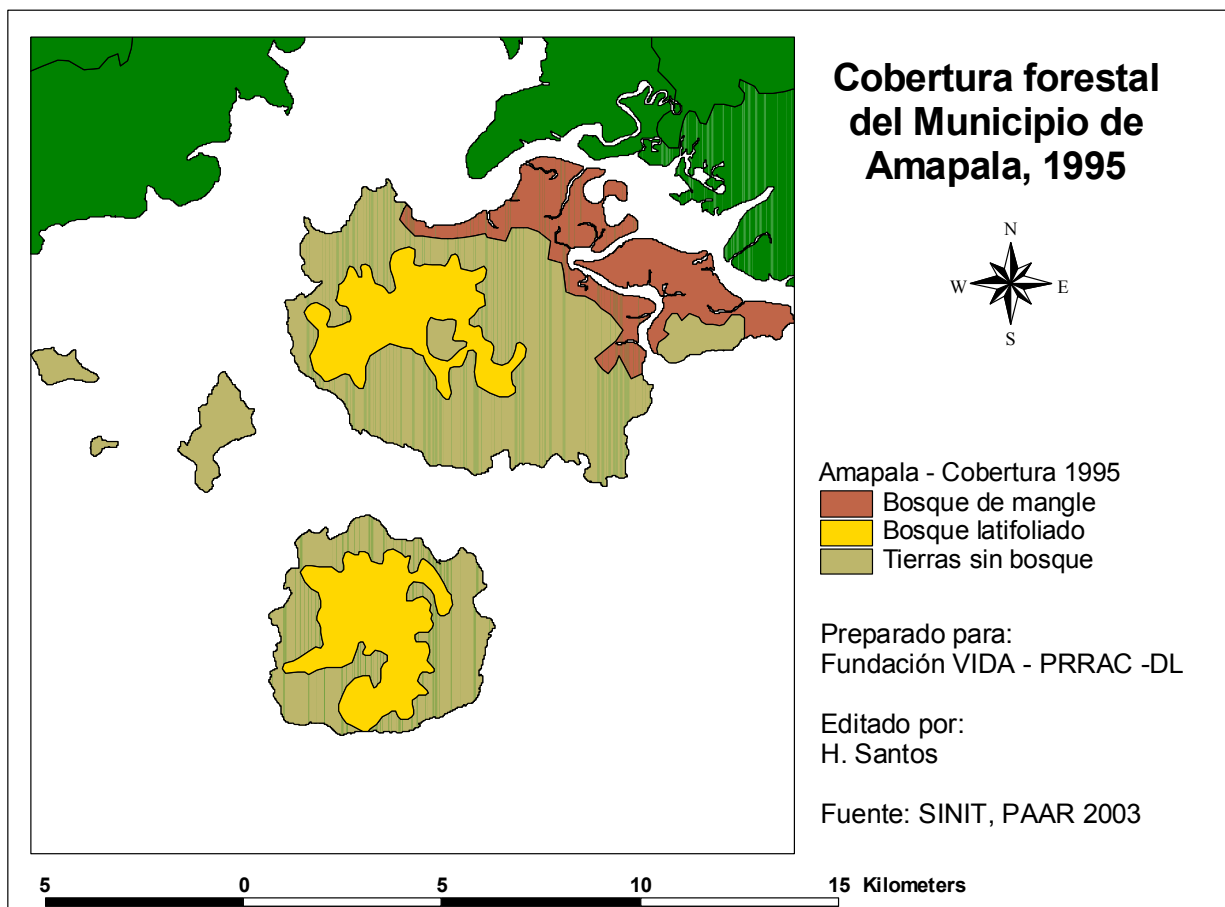 Cobertura forestal
del Municipio de
Amapala, 1995
N
W E
S
Amapala - Cobertura 1995
Bosque de mangle
Bosque latifoliado
Tierras sin bosque
Preparado para:
Fundación VIDA - PRRAC -DL
Editado por:
H. Santos
Fuente: SINIT, PAAR 2003
5 0 5 10 15 Kilometers